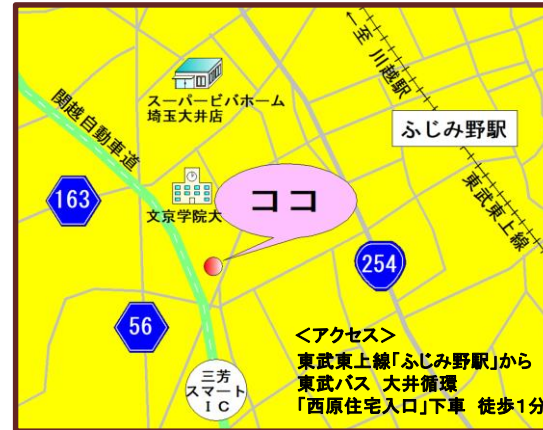 ←至 川越駅
スーパービバホーム
埼玉大井店
ふじみ野駅
関越自動車道
東武東上線
163
文京学院大
ココ
254
56
三芳
スマート
IC
＜アクセス＞
東武東上線「ふじみ野駅」から
東武バス 大井循環
「西原住宅入口」下車 徒歩1分